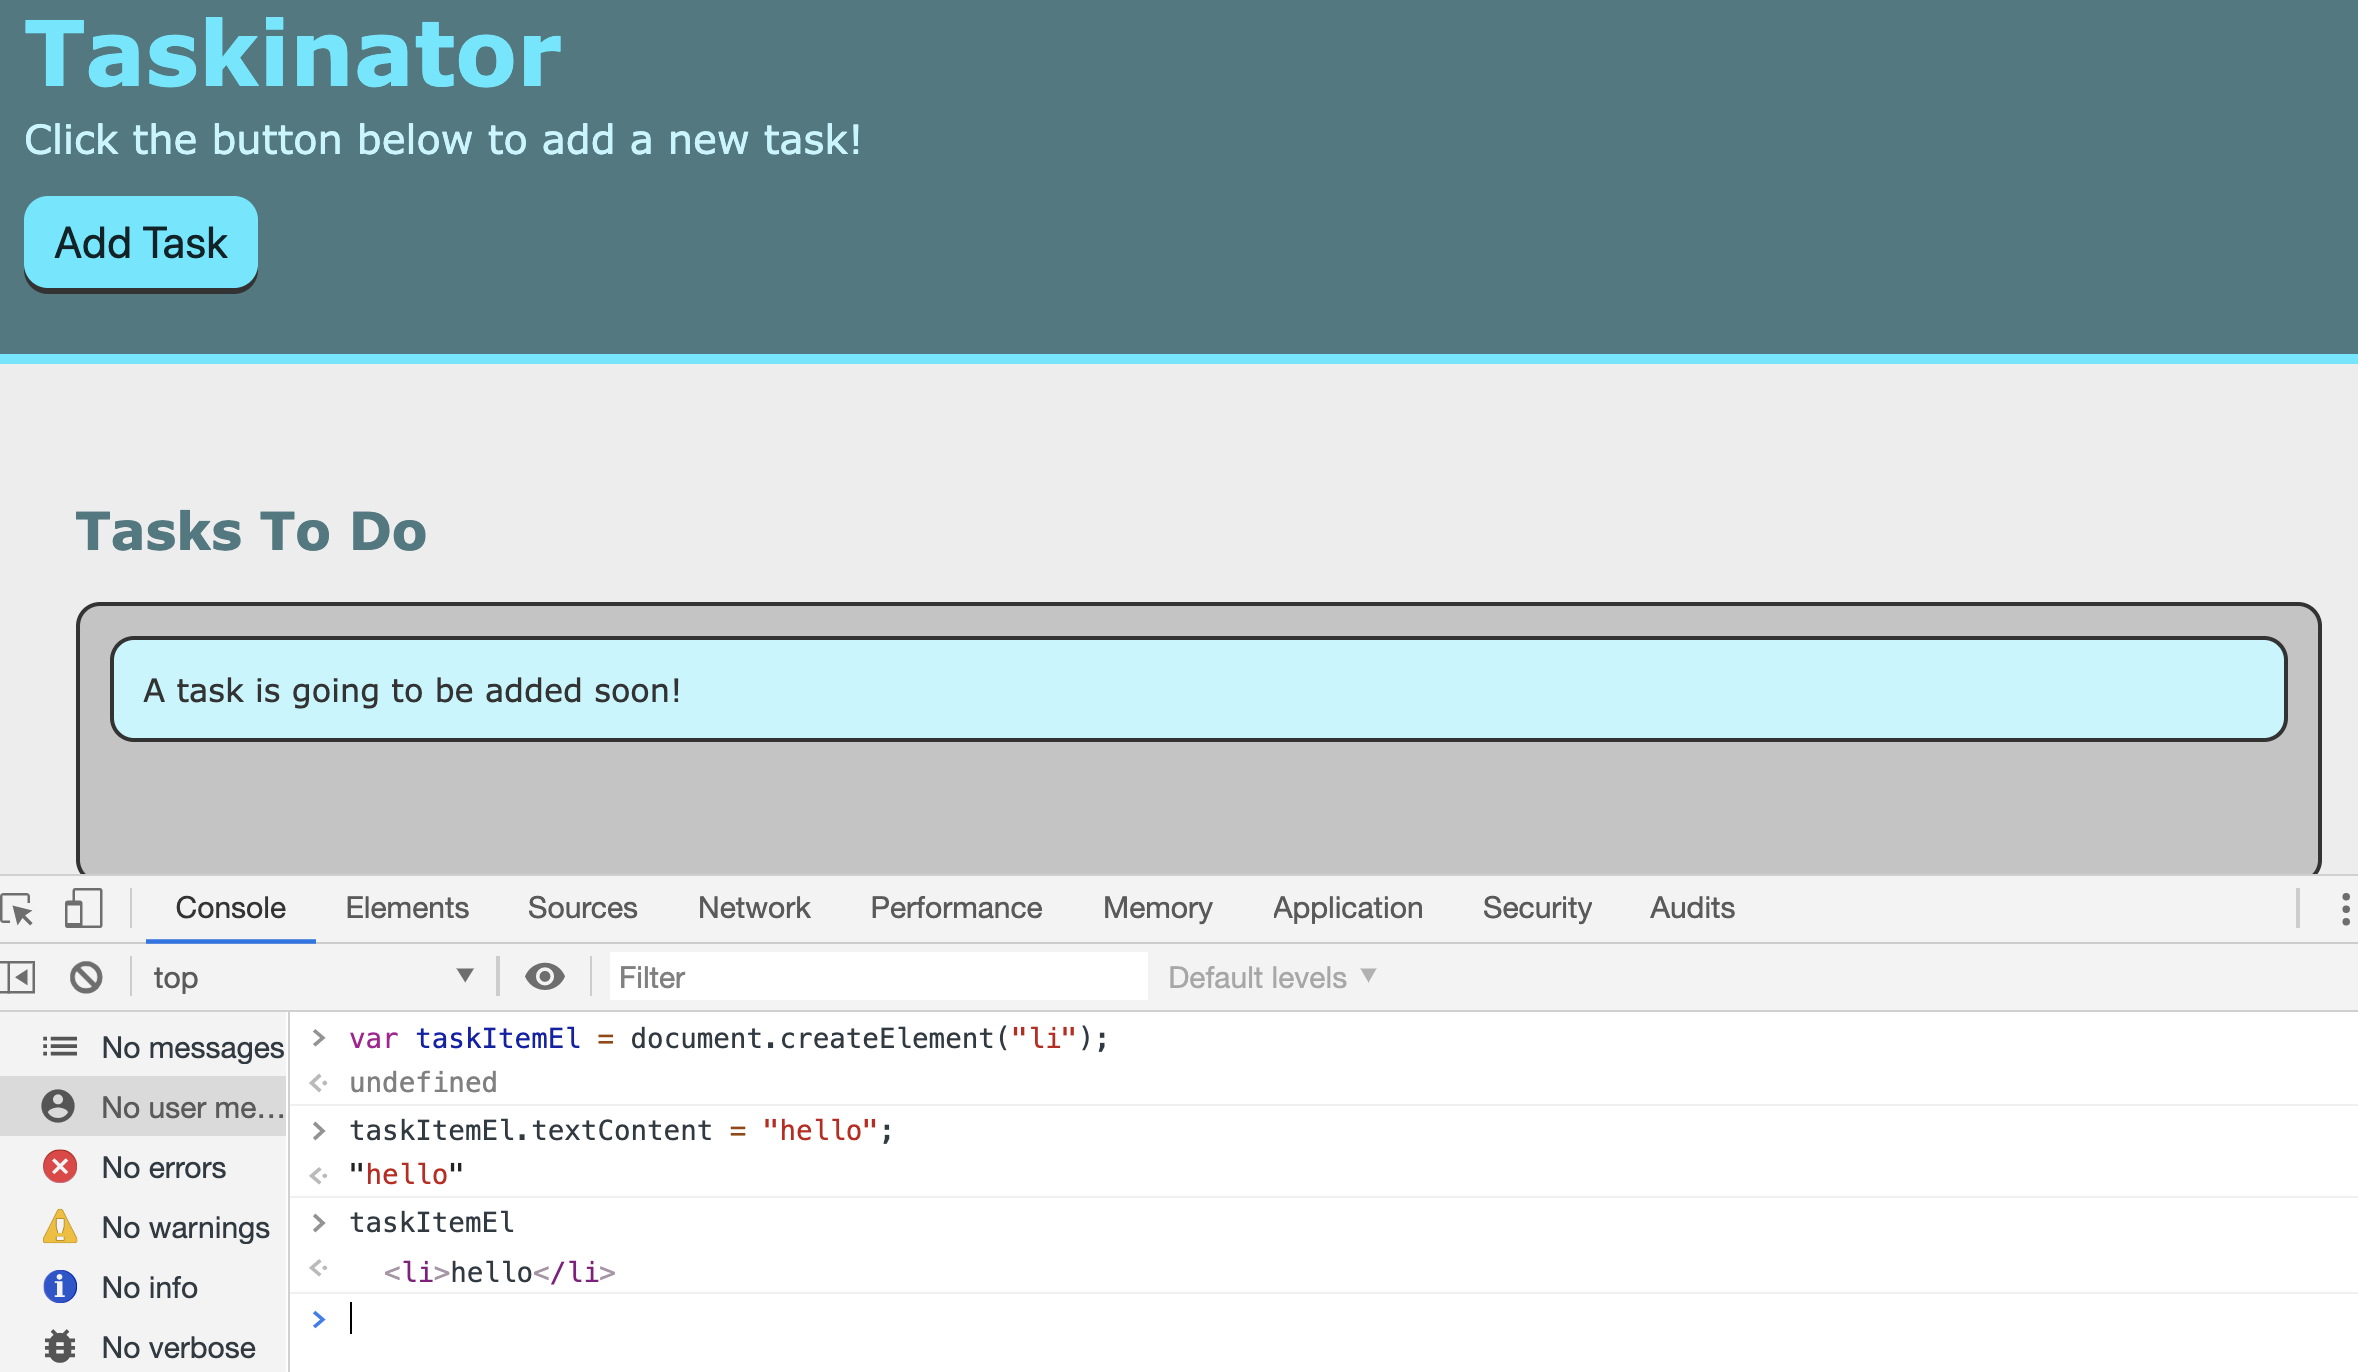 Taskinator
Click the button below to add a new task!
Add Task
Tasks To Do
A task is going to be added soon!
Console Elements Sources Network Performance Memory Application Security Audits
top Filter Default levels
No messages
No user me...
No errors
No warnings
No info
No verbose
> var taskItemEl = document.createElement("li");
undefined
> taskItemEl.textContent = "hello";
"hello"
> taskItemEl
<li>hello</li>
>